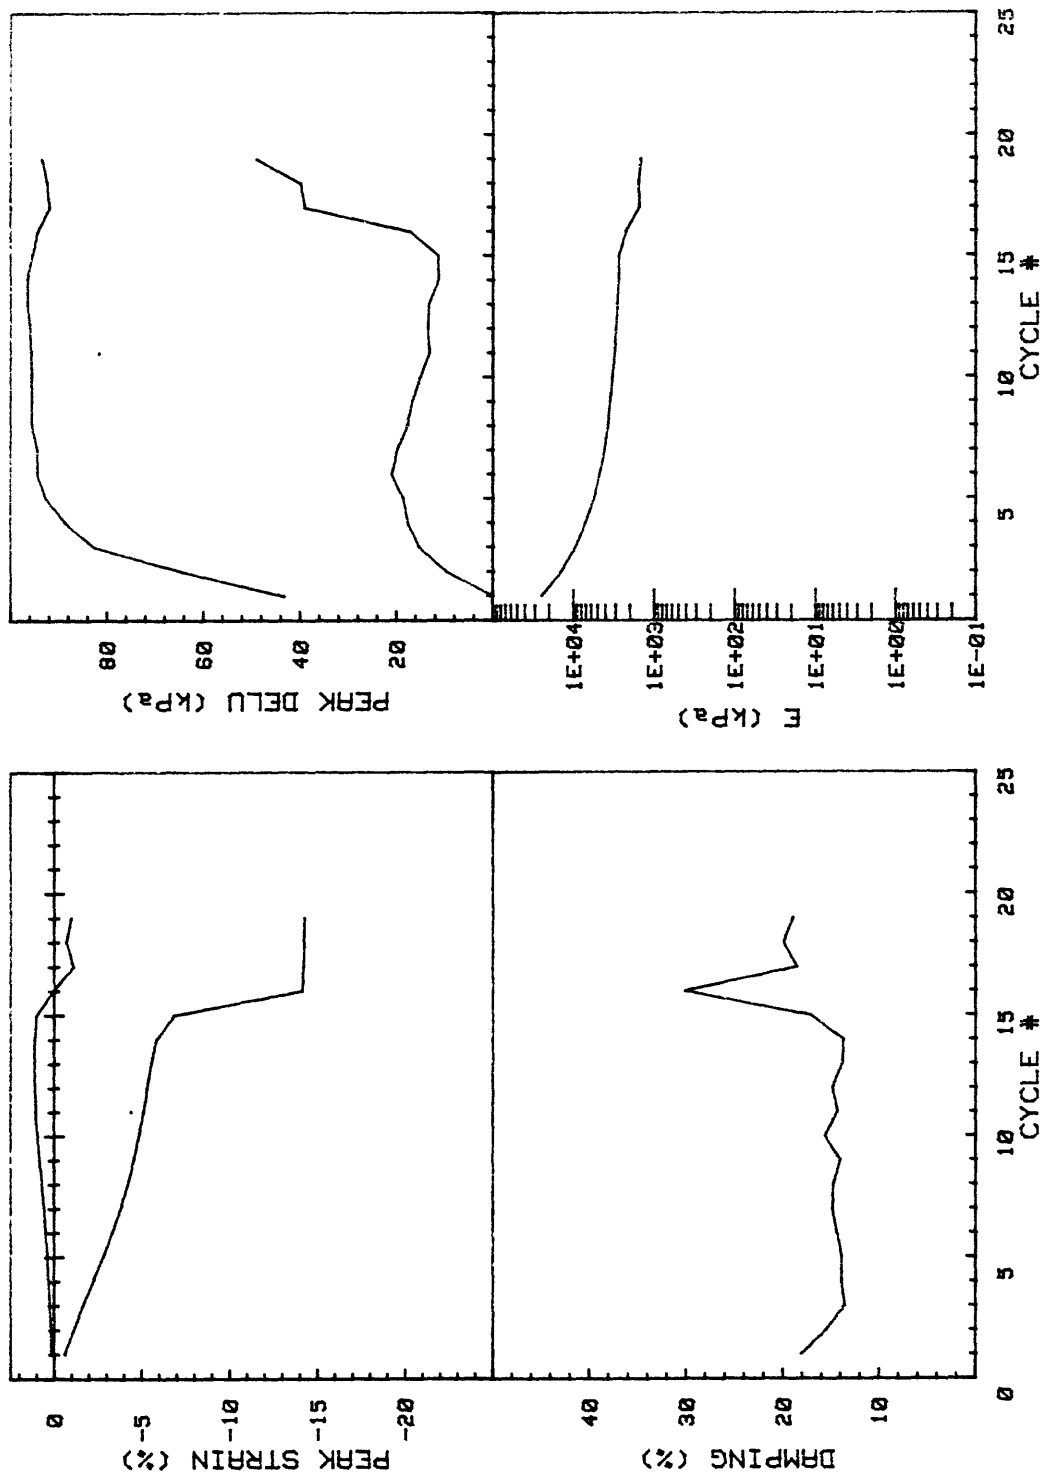 PEAK STRAIN (%)
0
-5
-10
-15
-20
DAMPING (%)
40
30
20
10
0
5
10
15
20
25
CYCLE #
PEAK DELU (kPa)
80
60
40
20
E (kPa)
1E+04
1E+03
1E+02
1E+01
1E+00
1E-01
5
10
15
20
25
CYCLE #